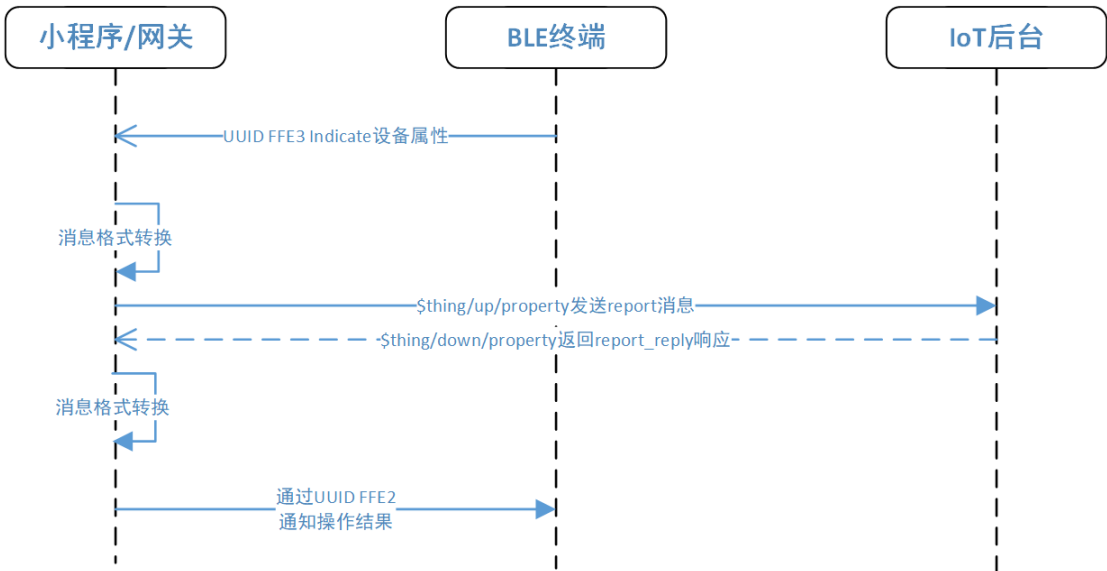 小程序/网关
BLE终端
IoT后台
UUID FFE3 Indicate设备属性
消息格式转换
$thing/up/property发送report消息
$thing/down/property返回report_reply响应
消息格式转换
通过UUID FFE2
通知操作结果